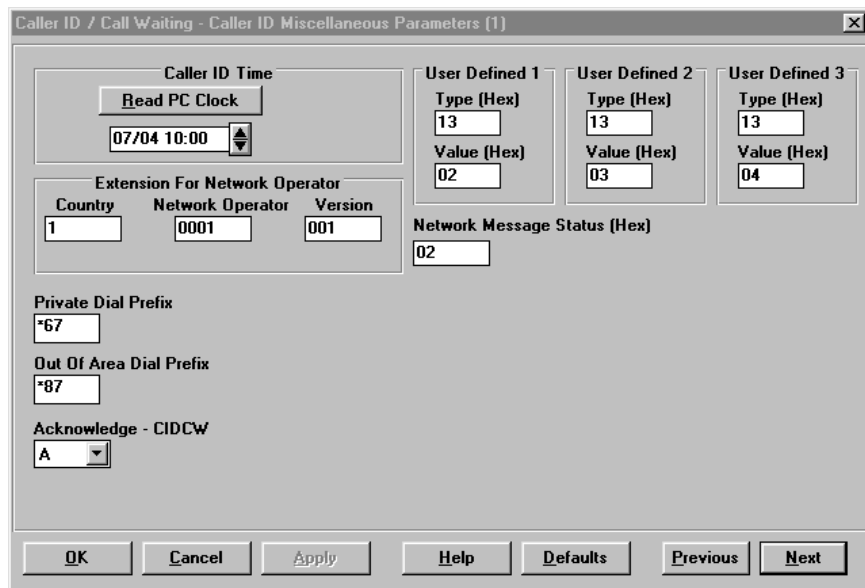 Caller ID / Call Waiting - Caller ID Miscellaneous Parameters (1)
Caller ID Time
Read PC Clock
07/04 10:00
Extension For Network Operator
Country Network Operator Version
1 0001 001
Private Dial Prefix
*67
Out Of Area Dial Prefix
*87
Acknowledge - CIDCW
A
User Defined 1
Type (Hex)
13
Value (Hex)
02
User Defined 2
Type (Hex)
13
Value (Hex)
03
User Defined 3
Type (Hex)
13
Value (Hex)
04
Network Message Status (Hex)
02
OK Cancel Apply Help Defaults Previous Next